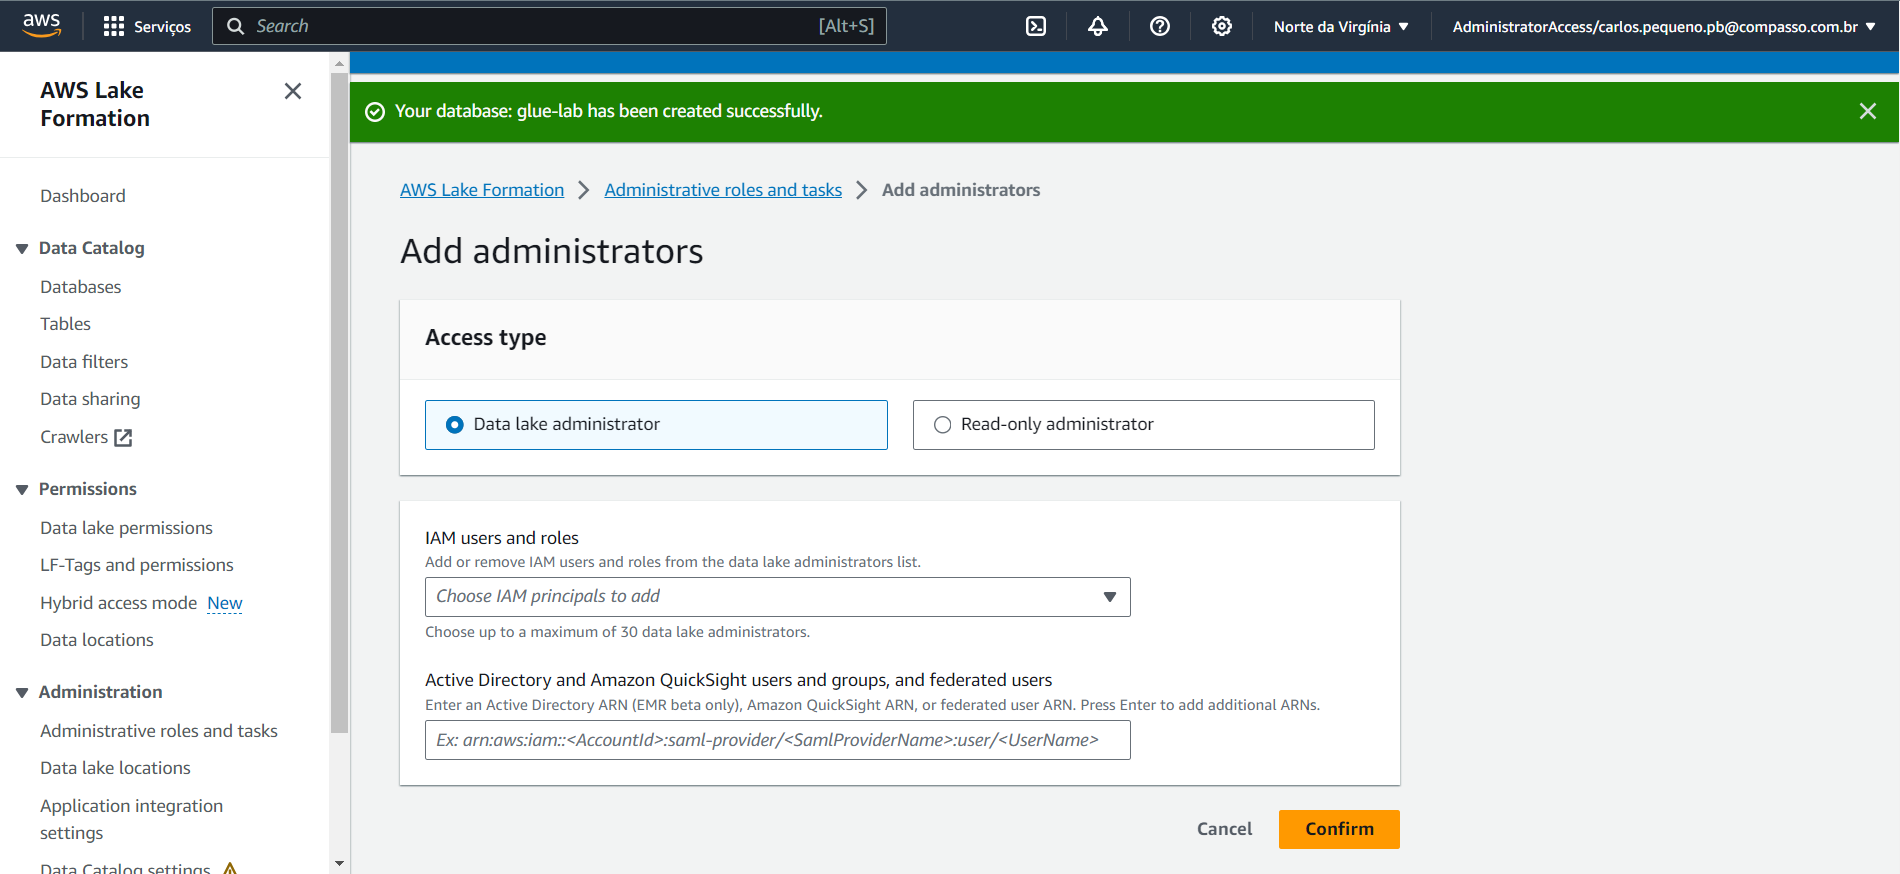 aws
Serviços
Search
[Alt+S]
Norte da Virgínia
AdministratorAccess/carlos.pequeno.pb@compasso.com.br
AWS Lake
Formation
Dashboard
Data Catalog
Databases
Tables
Data filters
Data sharing
Crawlers
Permissions
Data lake permissions
LF-Tags and permissions
Hybrid access mode New
Data locations
Administration
Administrative roles and tasks
Data lake locations
Application integration
settings
Data Catalog settings
Your database: glue-lab has been created successfully.
AWS Lake Formation > Administrative roles and tasks > Add administrators
Add administrators
Access type
Data lake administrator
Read-only administrator
IAM users and roles
Add or remove IAM users and roles from the data lake administrators list.
Choose IAM principals to add
Choose up to a maximum of 30 data lake administrators.
Active Directory and Amazon QuickSight users and groups, and federated users
Enter an Active Directory ARN (EMR beta only), Amazon QuickSight ARN, or federated user ARN. Press Enter to add additional ARNs.
Ex: arn:aws:iam::<AccountId>:saml-provider/<SamlProviderName>:user/<UserName>
Cancel
Confirm